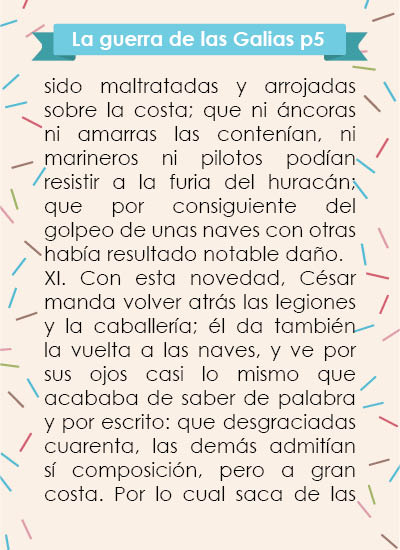 La guerra de las Galias p5
sido maltratadas y arrojadas
sobre la costa; que ni áncoras
ni amarras las contenían, ni
marineros ni pilotos podían
resistir a la furia del huracán;
que por consiguiente del
golpeo de unas naves con otras
había resultado notable daño.
XI. Con esta novedad, César
manda volver atrás las legiones
y la caballería; él da también
la vuelta a las naves, y ve por
sus ojos casi lo mismo que
acababa de saber de palabra
y por escrito: que desgraciadas
cuarenta, las demás admitían
sí composición, pero a gran
costa. Por lo cual saca de las